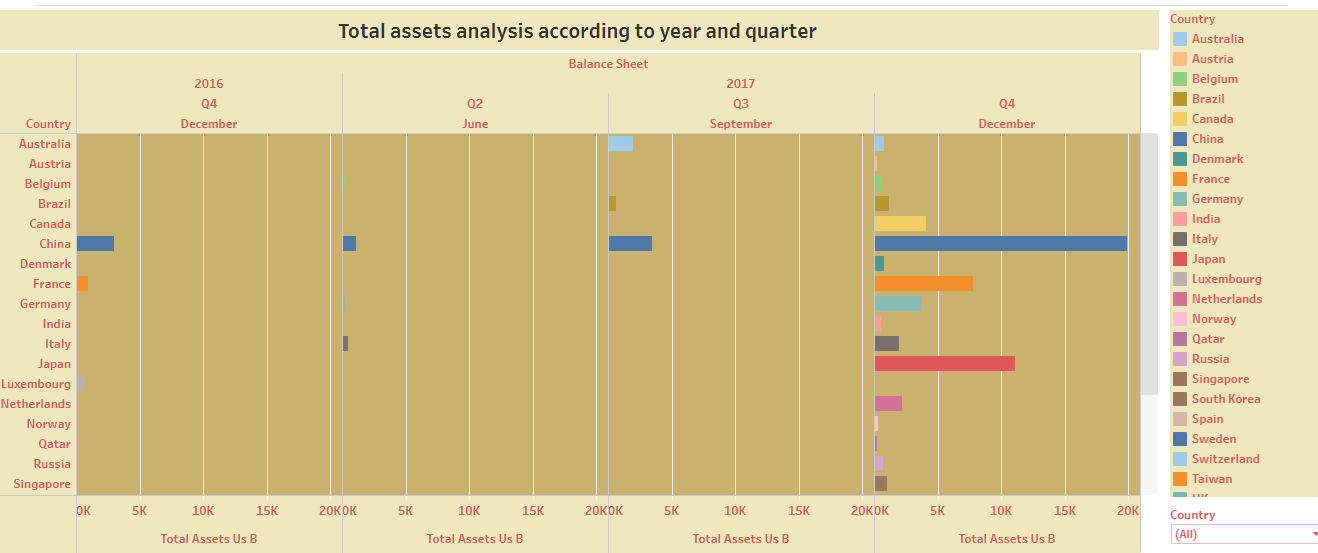 Total assets analysis according to year and quarter
Balance Sheet
2016
2017
Q4
Q2
Q3
Q4
Country
December
June
September
December
Australia
Austria
Belgium
Brazil
Canada
China
Denmark
France
Germany
India
Italy
Japan
Luxembourg
Netherlands
Norway
Qatar
Russia
Singapore
0K 5K 10K 15K 20K
0K 5K 10K 15K 20K
0K 5K 10K 15K 20K
0K 5K 10K 15K 20K
Total Assets Us B
Total Assets Us B
Total Assets Us B
Total Assets Us B
Country
Australia
Austria
Belgium
Brazil
Canada
China
Denmark
France
Germany
India
Italy
Japan
Luxembourg
Netherlands
Norway
Qatar
Russia
Singapore
South Korea
Spain
Sweden
Switzerland
Taiwan
Country
(All)